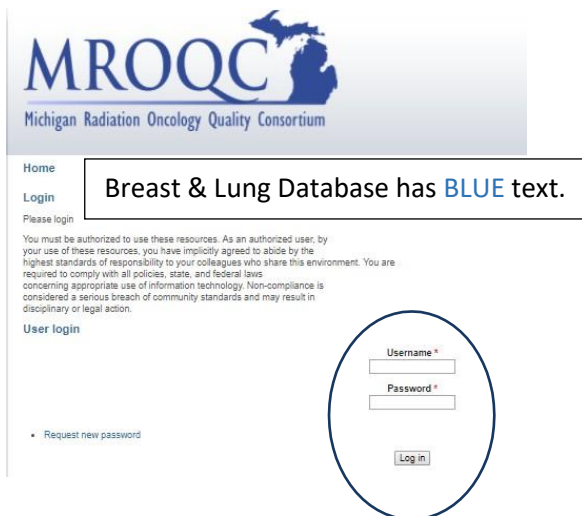 MROQC
Michigan Radiation Oncology Quality Consortium
Home
Breast & Lung Database has BLUE text.
Login
Please login
You must be authorized to use these resources. As an authorized user, by
your use of these resources, you have implicitly agreed to abide by the
highest standards of responsibility to your colleagues who share this environment. You are
required to comply with all policies, state, and federal laws
concerning appropriate use of information technology. Non-compliance is
considered a serious breach of community standards and may result in
disciplinary or legal action.
User login
Username *
Password *
• Request new password
Log in